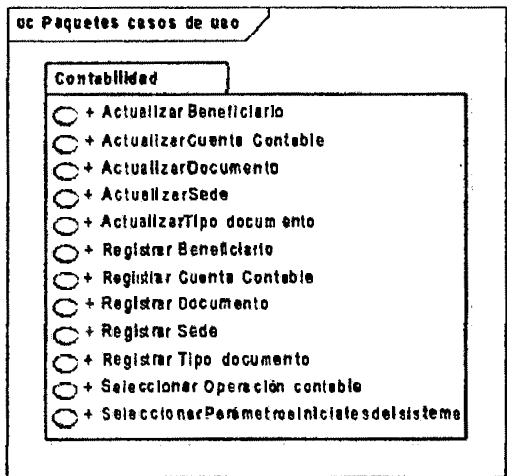 uc Paquetes casos de uso
Contabilidad
+ Actualizar Beneficiario
+ ActualizarCuenta Contable
+ ActualizarDocumento
+ ActualizarSede
+ ActualizarTipo documento
+ Registrar Beneficiario
+ Registrar Cuenta Contable
+ Registrar Documento
+ Registrar Sede
+ Registrar Tipo documento
+ Seleccionar Operación contable
+ SeleccionarParámetrosInicialesdelsistema